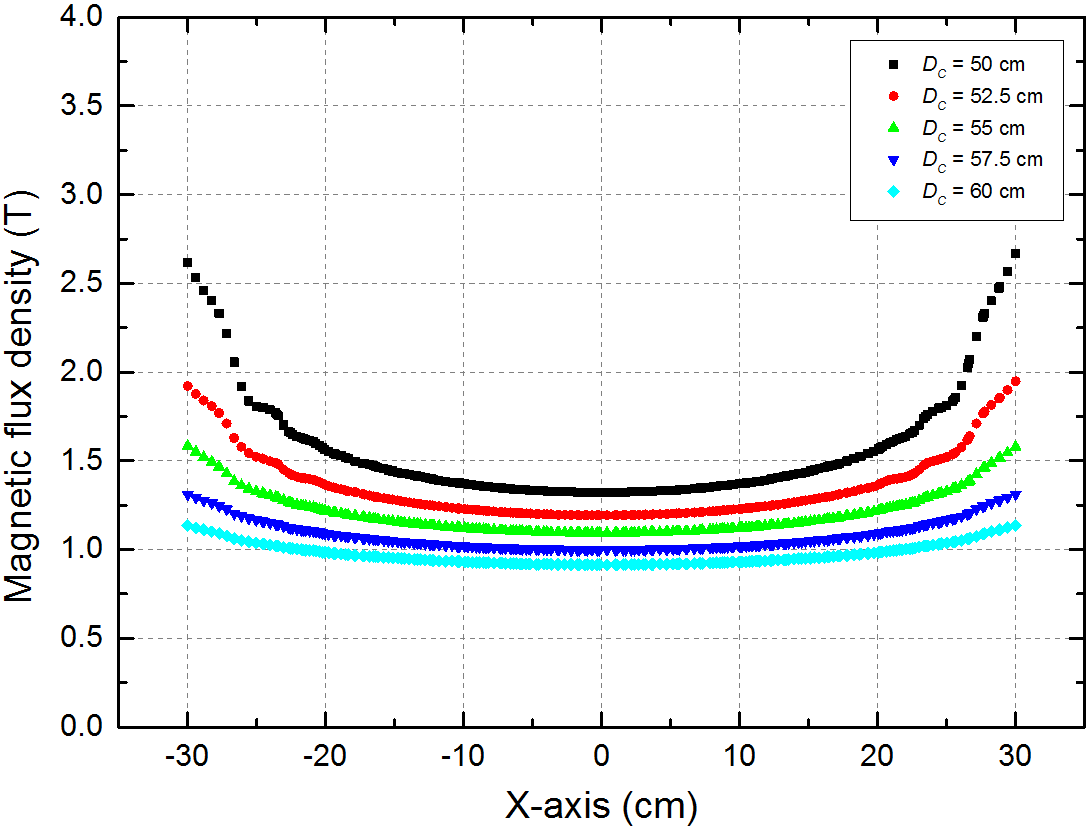 4.0
3.5
3.0
2.5
2.0
1.5
1.0
0.5
0.0
Magnetic flux density (T)
D_C = 50 cm
D_C = 52.5 cm
D_C = 55 cm
D_C = 57.5 cm
D_C = 60 cm
-30 -20 -10 0 10 20 30
X-axis (cm)